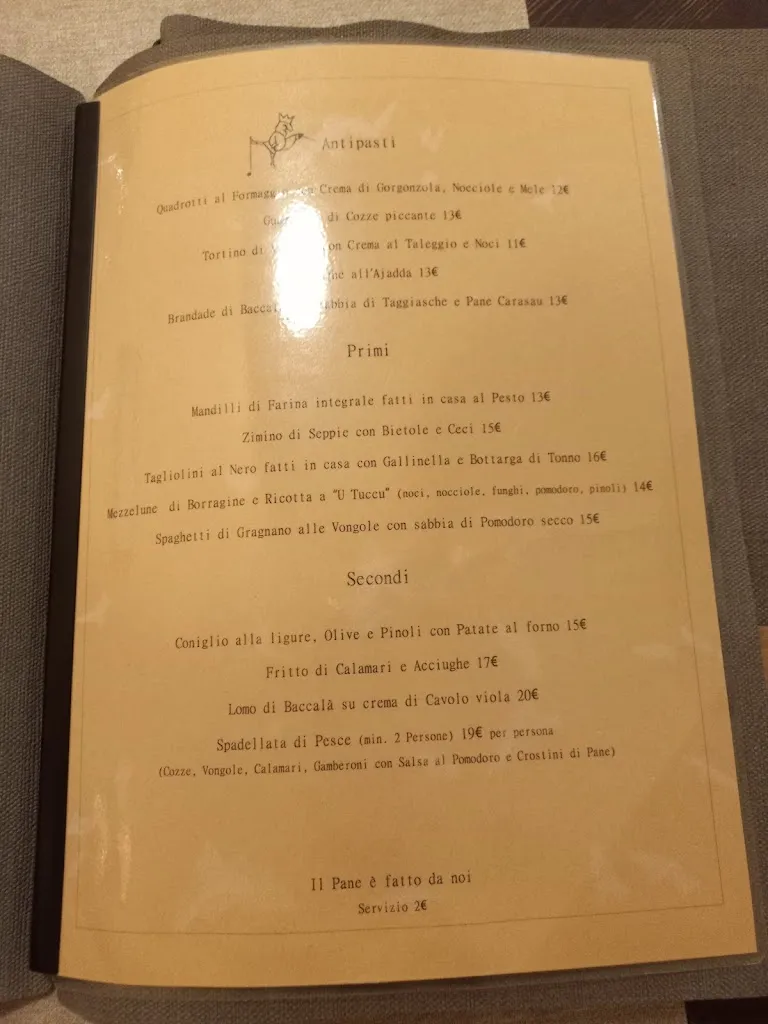 Antipasti
Quadrotti al Crema di Gorgonzola, Nocciole e Mele 12€
di Cozze piccante 13€
Tortino di Crema al Taleggio e Noci 11€
all'Ajadda 13€
Brandade di di Taggiasche e Pane Carasau 13€
Primi
Mandilli di Farina integrale fatti in casa al Pesto 13€
Zimino di Seppie con Bietole e Ceci 15€
Tagliolini al Nero fatti in casa con Gallinella e Bottarga di Tonno 16€
Mezzelune di Borragine e Ricotta a "U Tuccu" (noci, nocciole, funghi, pomodoro, pinoli) 14€
Spaghetti di Gragnano alle Vongole con sabbia di Pomodoro secco 15€
Secondi
Coniglio alla ligure, Olive e Pinoli con Patate al forno 15€
Fritto di Calamari e Acciughe 17€
Lomo di Baccalà su crema di Cavolo viola 20€
Spadellata di Pesce (min. 2 Persone) 19€ per persona
(Cozze, Vongole, Calamari, Gamberoni con Salsa al Pomodoro e Crostini di Pane)
Il Pane è fatto da noi
Servizio 2€